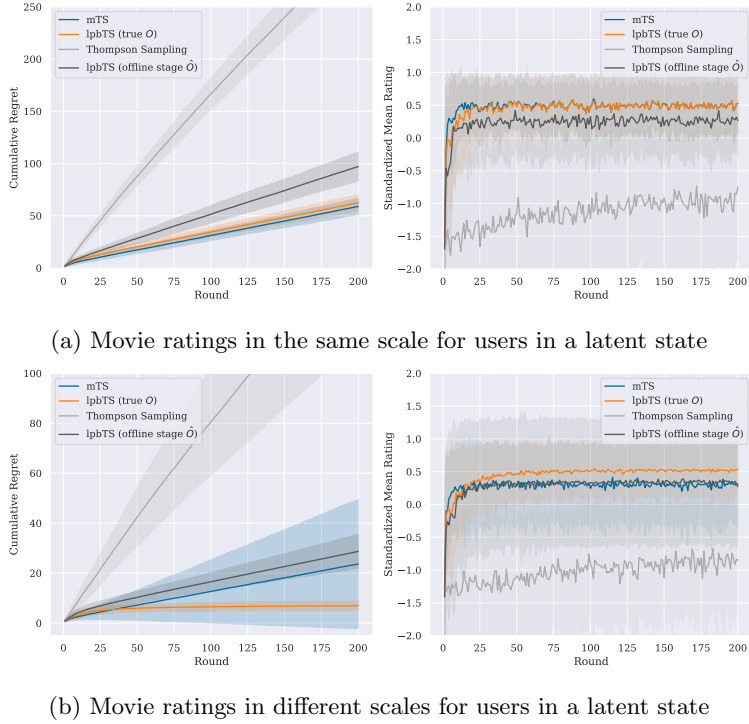 250
200
150
100
50
0
Cumulative Regret
mTS
lpbTS (true O)
Thompson Sampling
lpbTS (offline stage Ô)
0 25 50 75 100 125 150 175 200
Round
2.0
1.5
1.0
0.5
0.0
−0.5
−1.0
−1.5
−2.0
Standardized Mean Rating
mTS
lpbTS (true O)
Thompson Sampling
lpbTS (offline stage Ô)
0 25 50 75 100 125 150 175 200
Round
(a) Movie ratings in the same scale for users in a latent state
100
80
60
40
20
0
Cumulative Regret
mTS
lpbTS (true O)
Thompson Sampling
lpbTS (offline stage Ô)
0 25 50 75 100 125 150 175 200
Round
2.0
1.5
1.0
0.5
0.0
−0.5
−1.0
−1.5
−2.0
Standardized Mean Rating
mTS
lpbTS (true O)
Thompson Sampling
lpbTS (offline stage Ô)
0 25 50 75 100 125 150 175 200
Round
(b) Movie ratings in different scales for users in a latent state